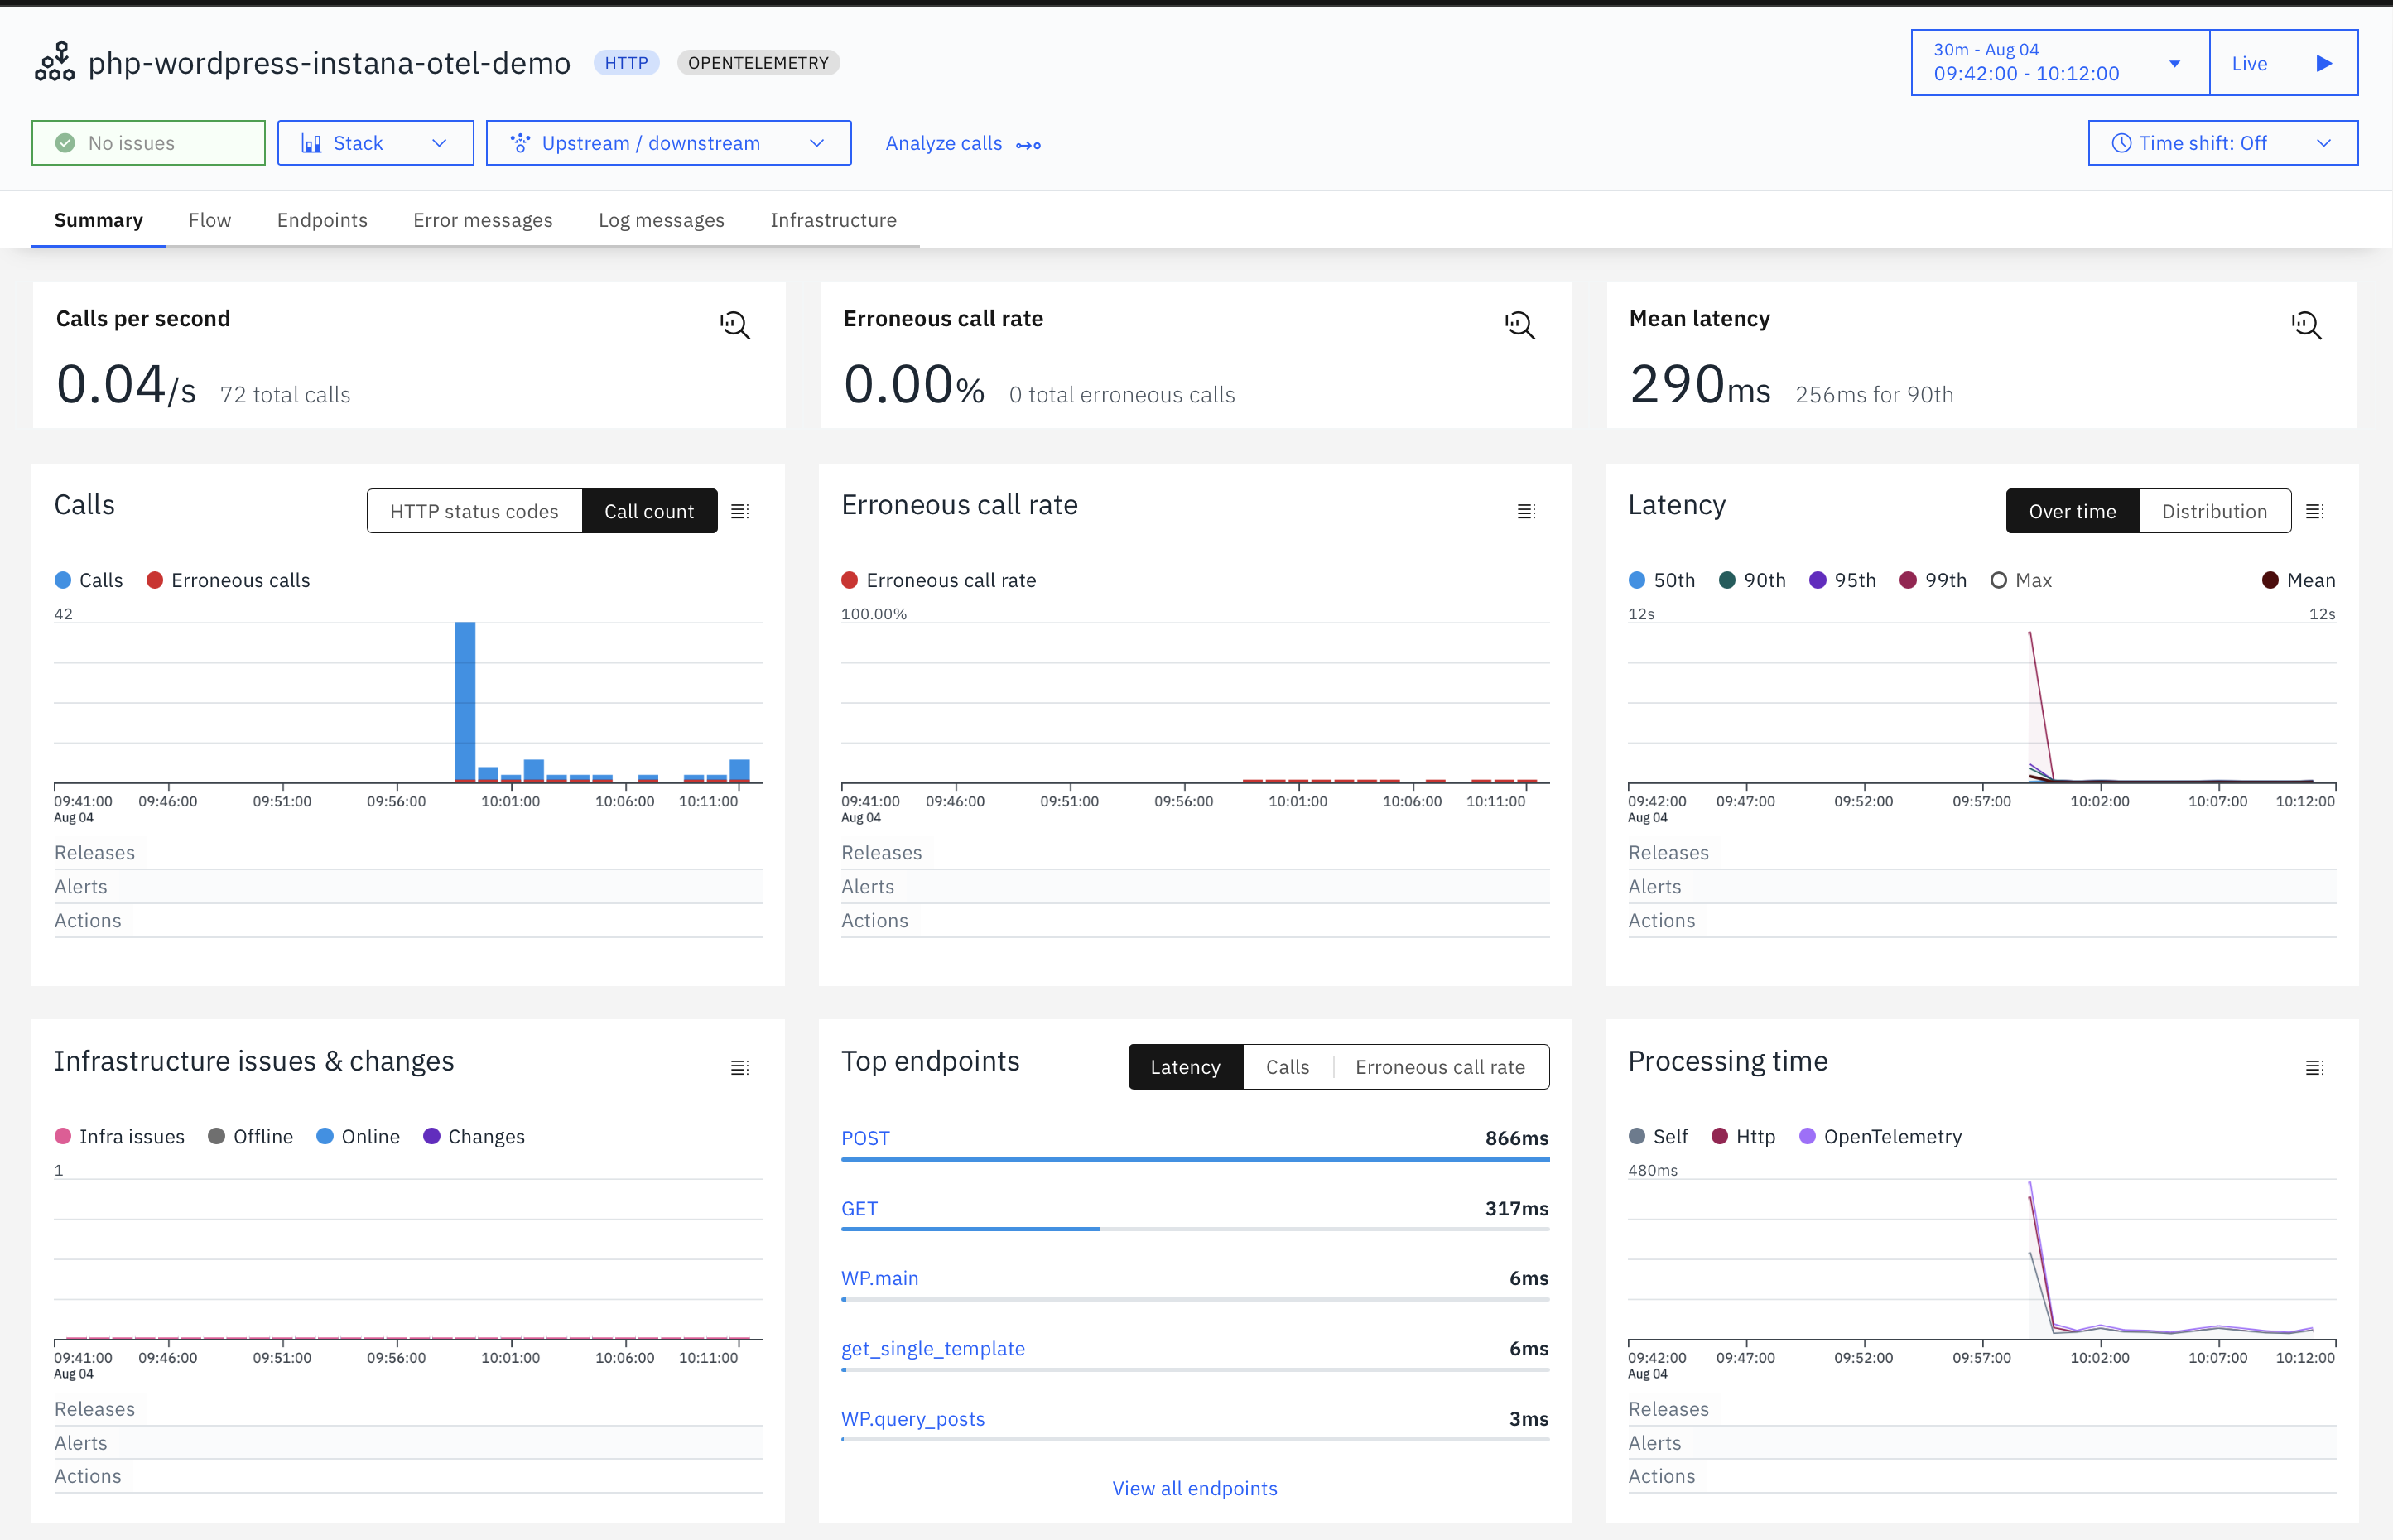 php-wordpress-instana-otel-demo HTTP OPENTELEMETRY
30m - Aug 04
09:42:00 - 10:12:00
Live
No issues
Stack
Upstream / downstream
Analyze calls
Time shift: Off
Summary Flow Endpoints Error messages Log messages Infrastructure
Calls per second
0.04/s 72 total calls
Erroneous call rate
0.00% 0 total erroneous calls
Mean latency
290ms 256ms for 90th
Calls
HTTP status codes Call count
Calls Erroneous calls
42
09:41:00 09:46:00 09:51:00 09:56:00 10:01:00 10:06:00 10:11:00
Aug 04
Releases
Alerts
Actions
Erroneous call rate
Erroneous call rate
100.00%
09:41:00 09:46:00 09:51:00 09:56:00 10:01:00 10:06:00 10:11:00
Aug 04
Releases
Alerts
Actions
Latency
Over time Distribution
50th 90th 95th 99th Max Mean
12s 12s
09:42:00 09:47:00 09:52:00 09:57:00 10:02:00 10:07:00 10:12:00
Aug 04
Releases
Alerts
Actions
Infrastructure issues & changes
Infra issues Offline Online Changes
1
09:41:00 09:46:00 09:51:00 09:56:00 10:01:00 10:06:00 10:11:00
Aug 04
Releases
Alerts
Actions
Top endpoints
Latency Calls Erroneous call rate
POST 866ms
GET 317ms
WP.main 6ms
get_single_template 6ms
WP.query_posts 3ms
View all endpoints
Processing time
Self Http OpenTelemetry
480ms
09:42:00 09:47:00 09:52:00 09:57:00 10:02:00 10:07:00 10:12:00
Aug 04
Releases
Alerts
Actions